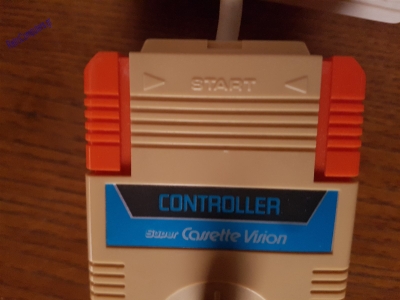 START
CONTROLLER
Super Cassette Vision